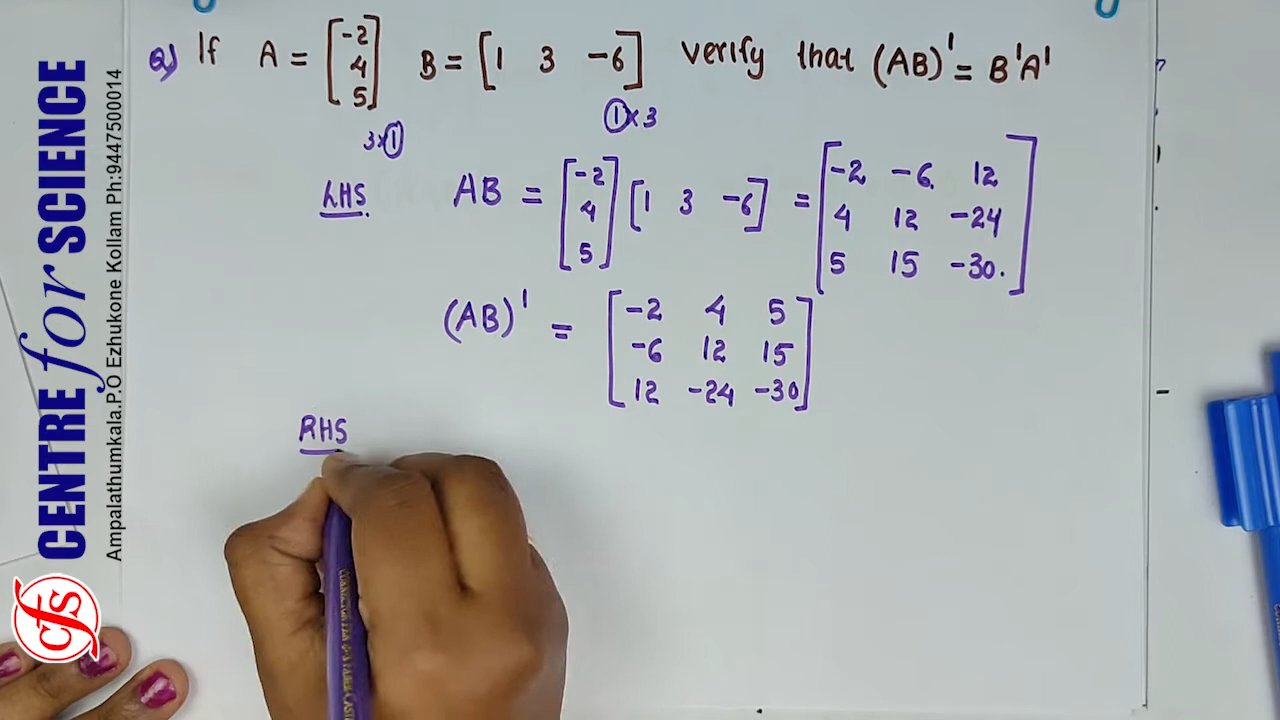 Q) If A = [-2 4 5] B = [1 3 -6] verify that (AB)' = B'A'
3×1 1×3
LHS. AB = [-2 4 5] [1 3 -6] = [-2 -6 12
4 12 -24
5 15 -30.]
(AB)' = [-2 4 5
-6 12 15
12 -24 -30]
RHS
CENTRE for SCIENCE
Ampalathumkala.P.O Ezhukone Kollam Ph:9447500014
cfs